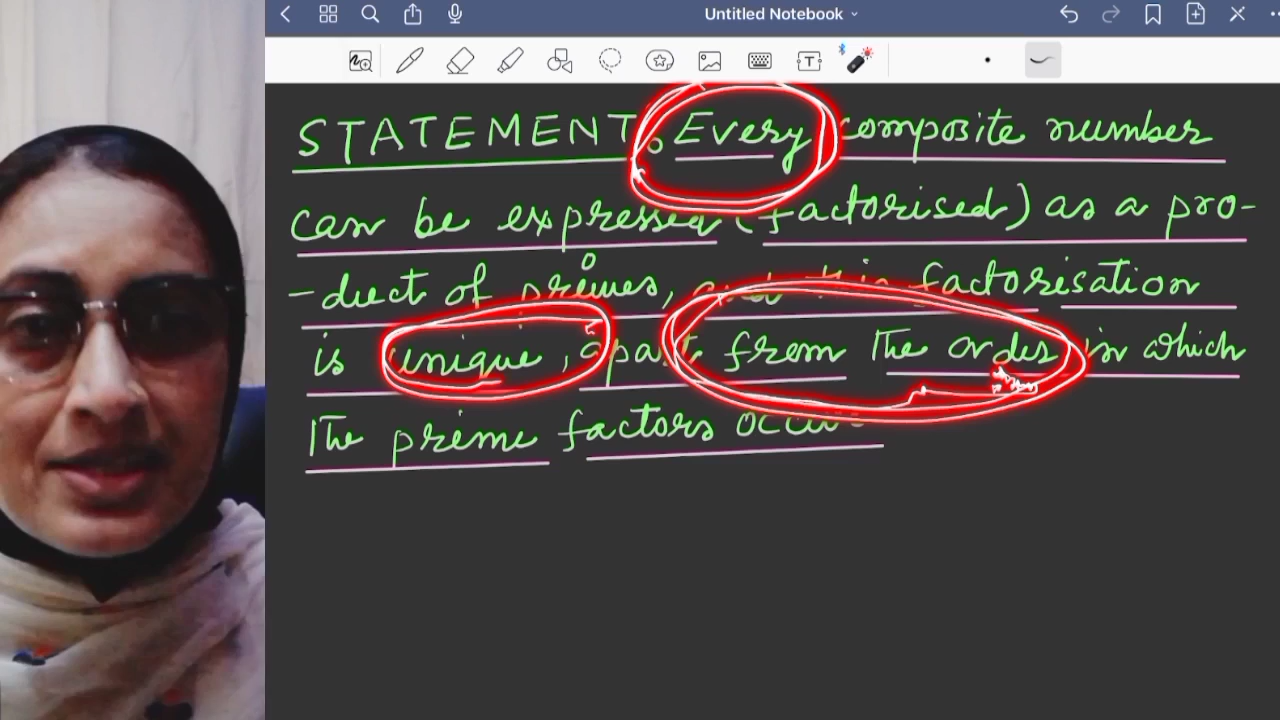 Untitled Notebook
STATEMENT: Every composite number
can be expressed (factorised) as a pro-
-duct of primes, and this factorisation
is unique, apart from the order in which
the prime factors occur.